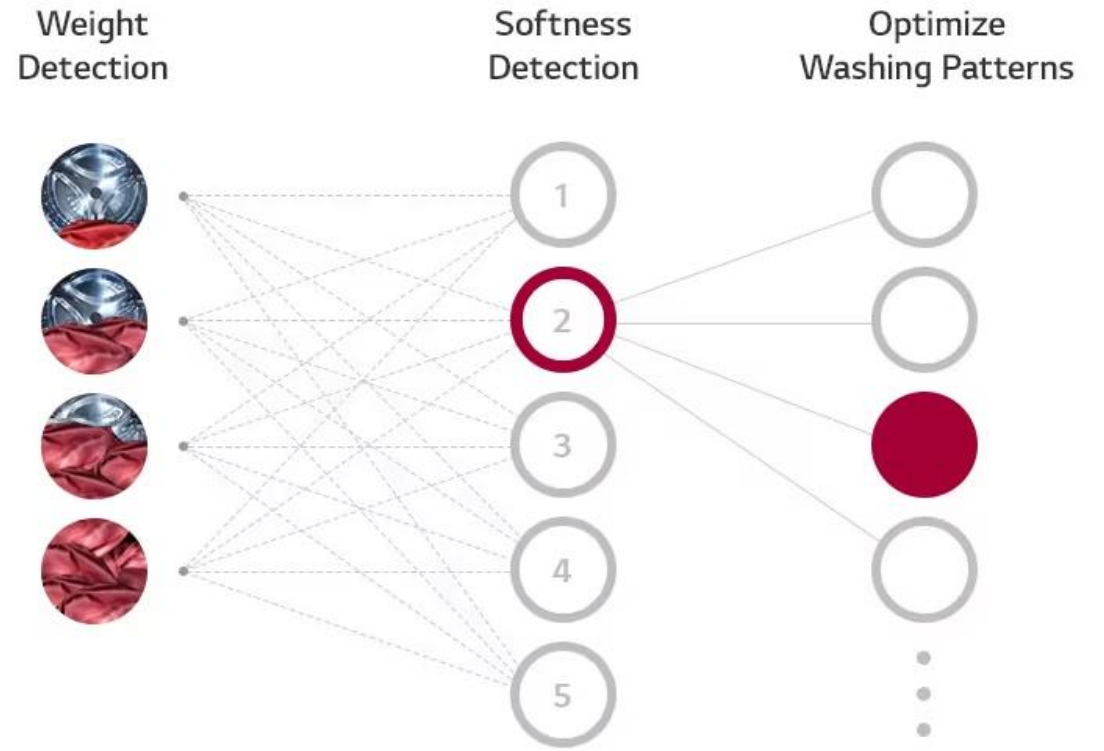 Weight
Detection
Softness
Detection
Optimize
Washing Patterns
1
2
3
4
5